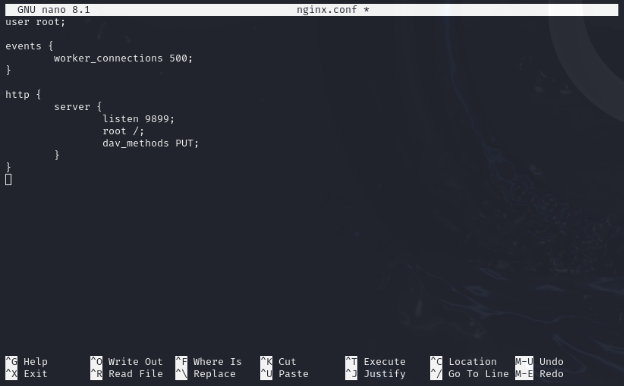 GNU nano 8.1 nginx.conf *
user root;
events {
worker_connections 500;
}
http {
server {
listen 9899;
root /;
dav_methods PUT;
}
}
^G Help ^O Write Out ^F Where Is ^K Cut ^T Execute ^C Location M-U Undo
^X Exit ^R Read File ^\ Replace ^U Paste ^J Justify ^/ Go To Line M-E Redo